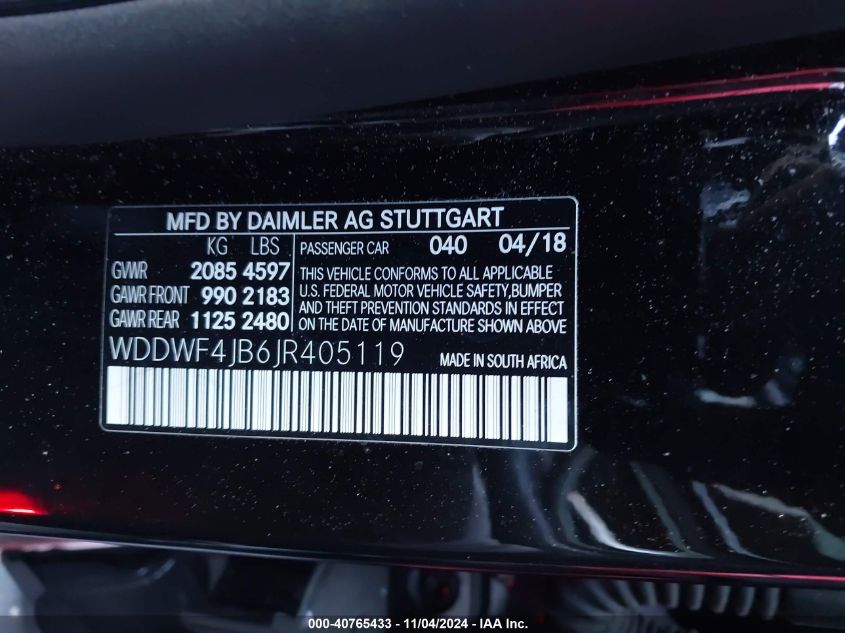 MFD BY DAIMLER AG STUTTGART
KG LBS
GVWR 2085 4597
GAWR FRONT 990 2183
GAWR REAR 1125 2480
PASSENGER CAR 040 04/18
THIS VEHICLE CONFORMS TO ALL APPLICABLE
U.S. FEDERAL MOTOR VEHICLE SAFETY,BUMPER
AND THEFT PREVENTION STANDARDS IN EFFECT
ON THE DATE OF MANUFACTURE SHOWN ABOVE
WDDWF4JB6JR405119 MADE IN SOUTH AFRICA
000-40765433 - 11/04/2024 - IAA Inc.